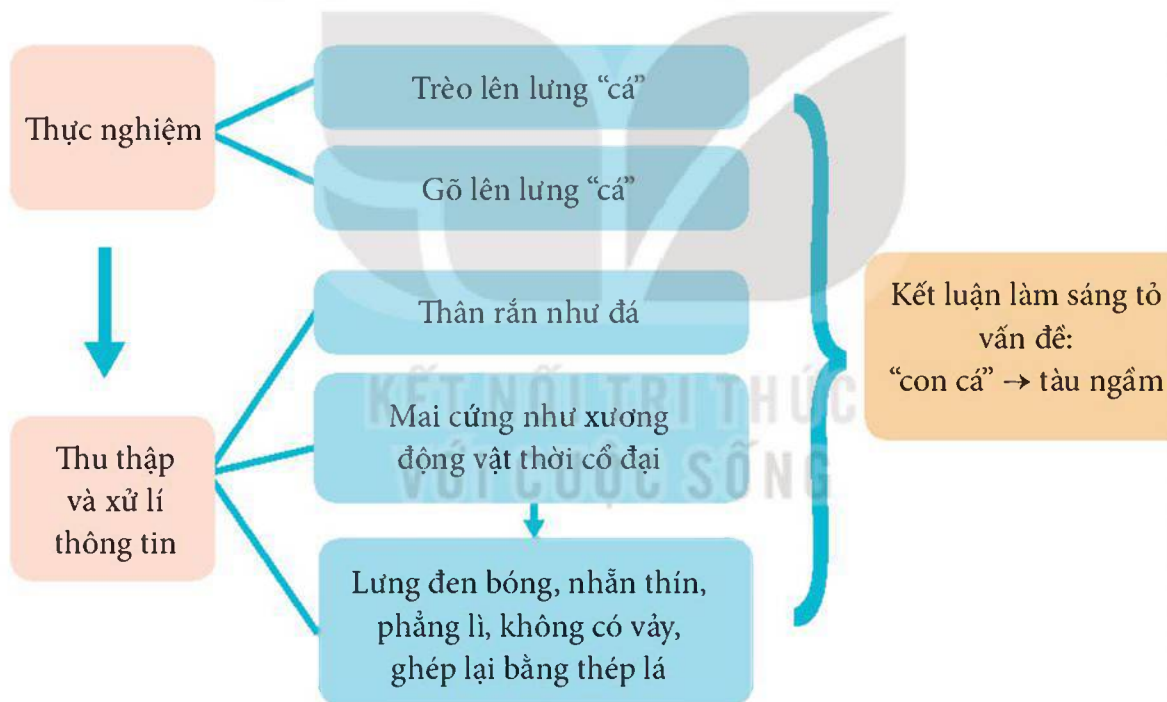 Thực nghiệm
Trèo lên lưng “cá”
Gõ lên lưng “cá”
Thu thập
và xử lí
thông tin
Thân rắn như đá
Mai cứng như xương
động vật thời cổ đại
Lưng đen bóng, nhẵn thín,
phẳng lì, không có vảy,
ghép lại bằng thép lá
Kết luận làm sáng tỏ
vấn đề:
“con cá” → tàu ngầm
KẾT NỐI TRI THỨC
VỚI CUỘC SỐNG